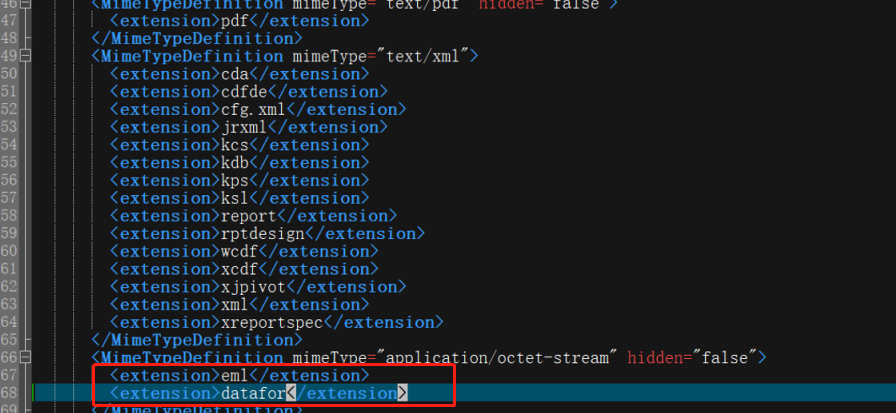 46 <MimeTypeDefinition mimeType="text/pdf" hidden="false">
47 <extension>pdf</extension>
48 </MimeTypeDefinition>
49 <MimeTypeDefinition mimeType="text/xml">
50 <extension>cda</extension>
51 <extension>cdfde</extension>
52 <extension>cfg.xml</extension>
53 <extension>jrxml</extension>
54 <extension>kcs</extension>
55 <extension>kdb</extension>
56 <extension>kps</extension>
57 <extension>ksl</extension>
58 <extension>report</extension>
59 <extension>rptdesign</extension>
60 <extension>wcdf</extension>
61 <extension>xcdf</extension>
62 <extension>xjpivot</extension>
63 <extension>xml</extension>
64 <extension>xreportspec</extension>
65 </MimeTypeDefinition>
66 <MimeTypeDefinition mimeType="application/octet-stream" hidden="false">
67 <extension>eml</extension>
68 <extension>datafor</extension>
69 </MimeTypeDefinition>